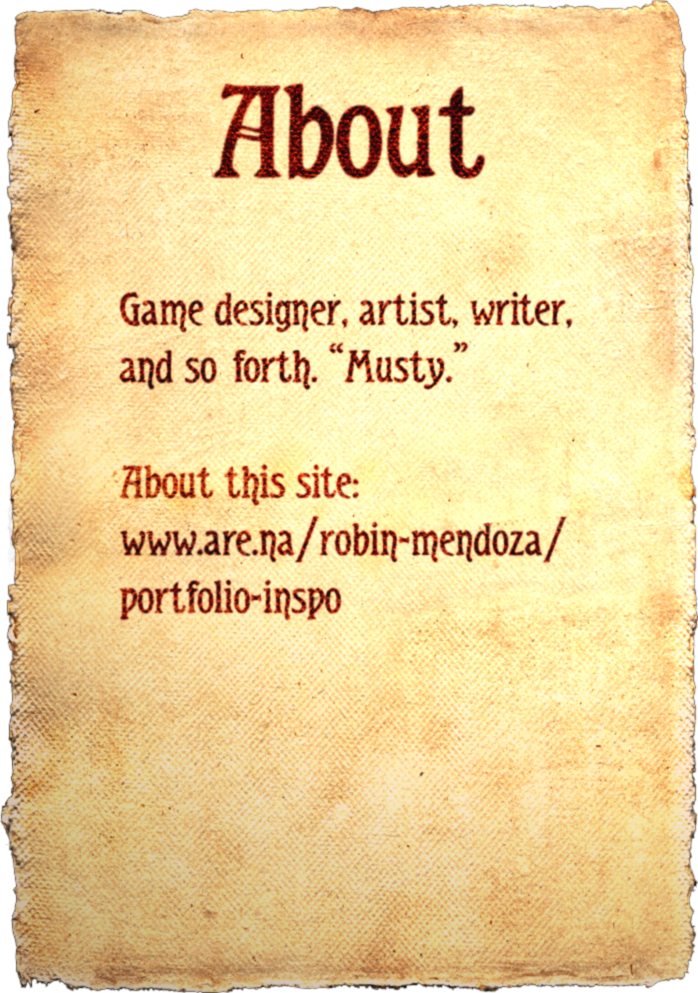 About
Game designer, artist, writer,
and so forth. “Musty.”
About this site:
www.are.na/robin-mendoza/
portfolio-inspo